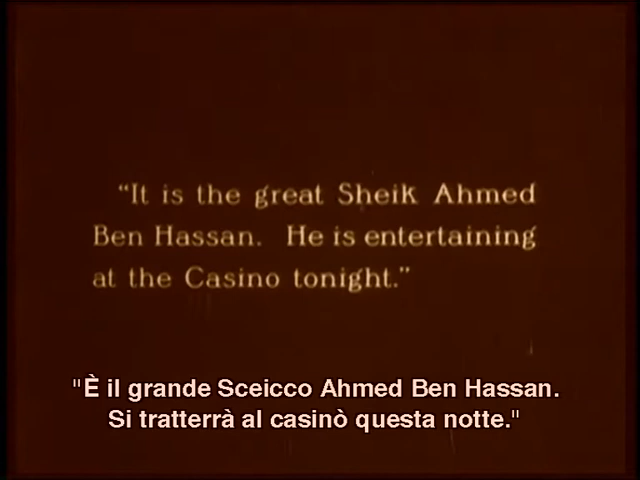 “It is the great Sheik Ahmed
Ben Hassan. He is entertaining
at the Casino tonight.”
"È il grande Sceicco Ahmed Ben Hassan.
Si tratterrà al casinò questa notte."